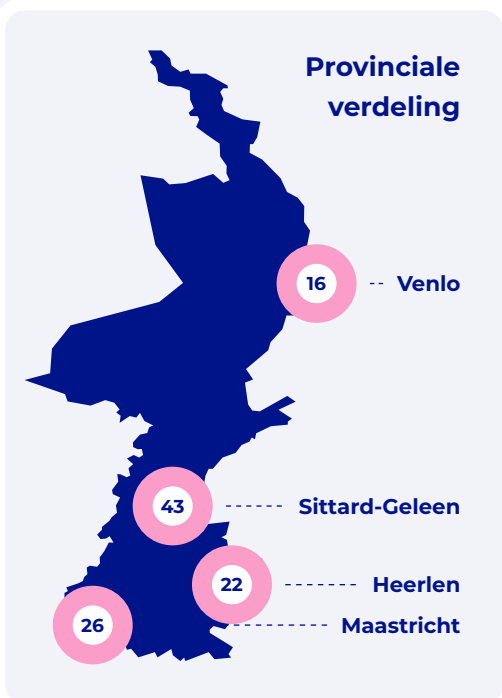 Provinciale
verdeling
16 Venlo
43 Sittard-Geleen
22 Heerlen
26 Maastricht